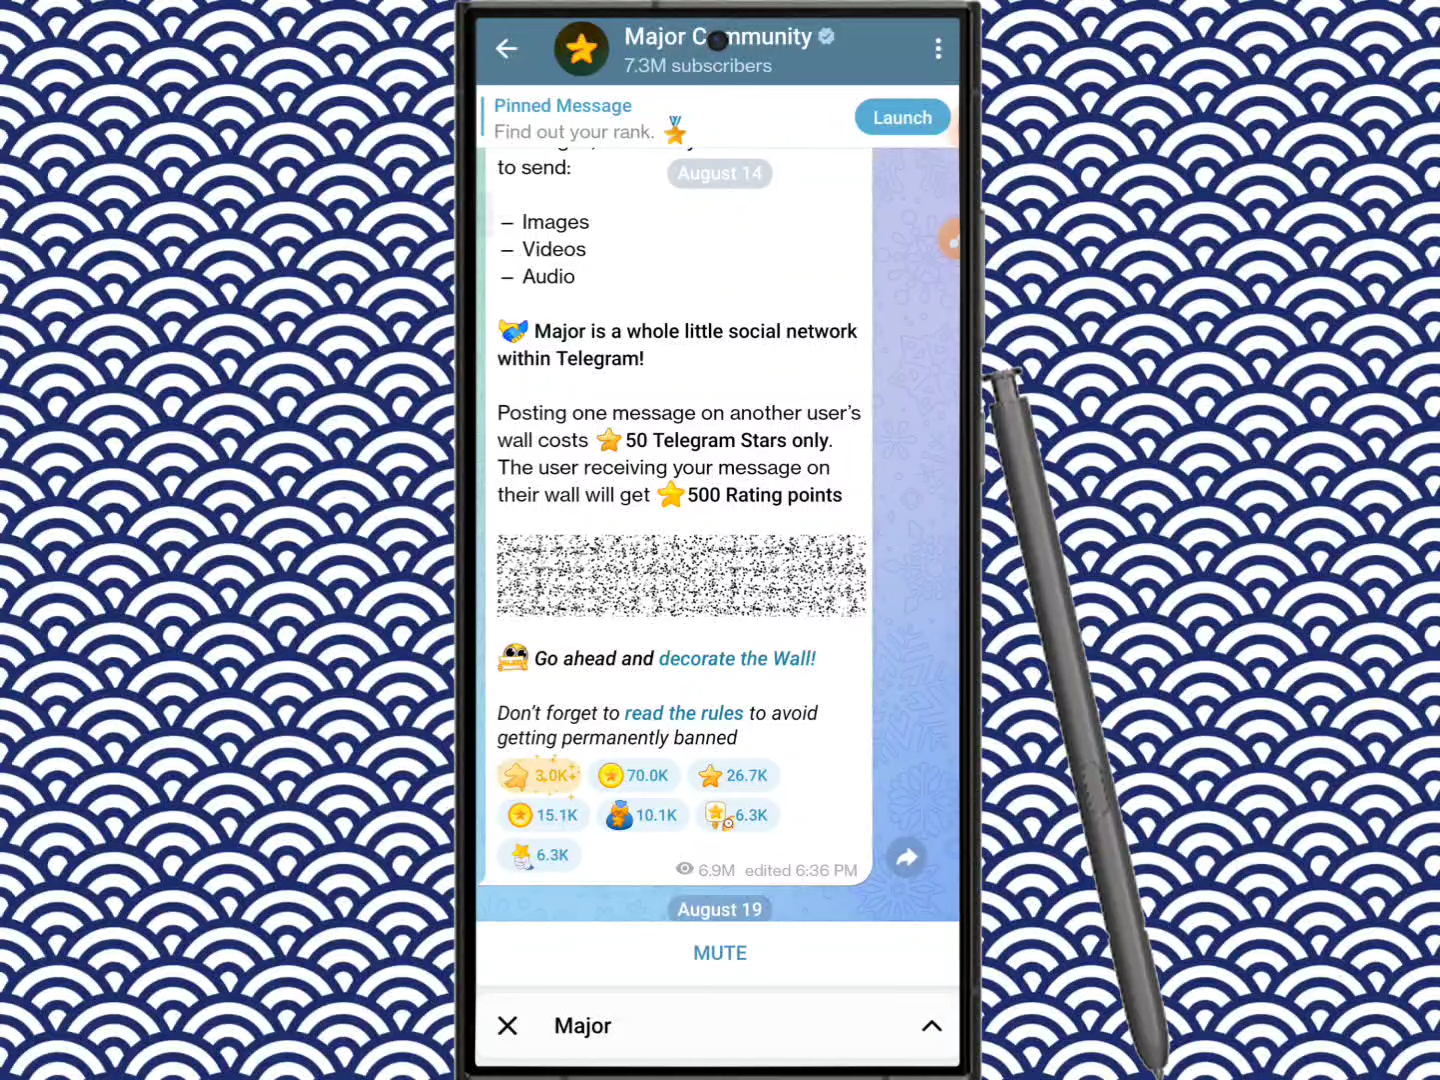 Major Community
7.3M subscribers
Pinned Message
Find out your rank.
Launch
to send:
August 14
– Images
– Videos
– Audio
Major is a whole little social network
within Telegram!
Posting one message on another user's
wall costs 50 Telegram Stars only.
The user receiving your message on
their wall will get 500 Rating points
Go ahead and decorate the Wall!
Don't forget to read the rules to avoid
getting permanently banned
3.0K 70.0K 26.7K
15.1K 10.1K 6.3K
6.3K
6.9M edited 6:36 PM
August 19
MUTE
Major